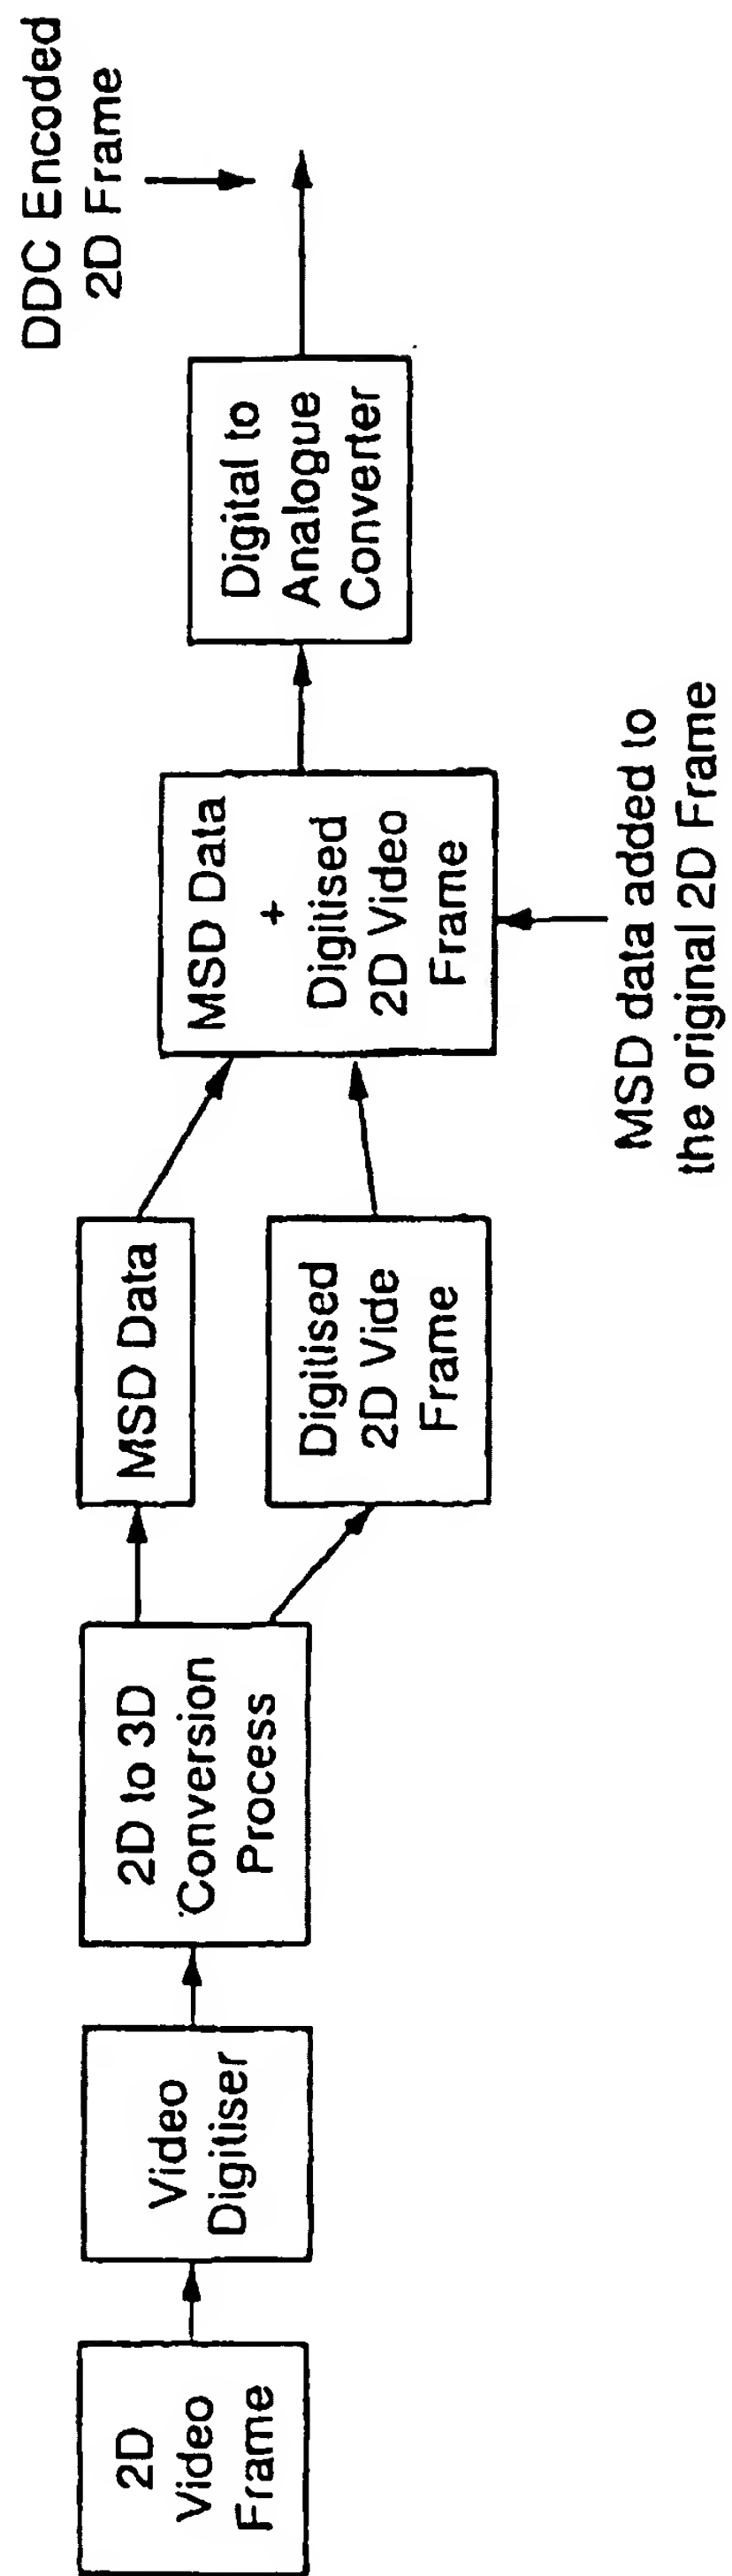 2D
Video
Frame
Video
Digitiser
2D to 3D
Conversion
Process
MSD Data
Digitised
2D Vide
Frame
MSD Data
+
Digitised
2D Video
Frame
MSD data added to
the original 2D Frame
Digital to
Analogue
Converter
DDC Encoded
2D Frame